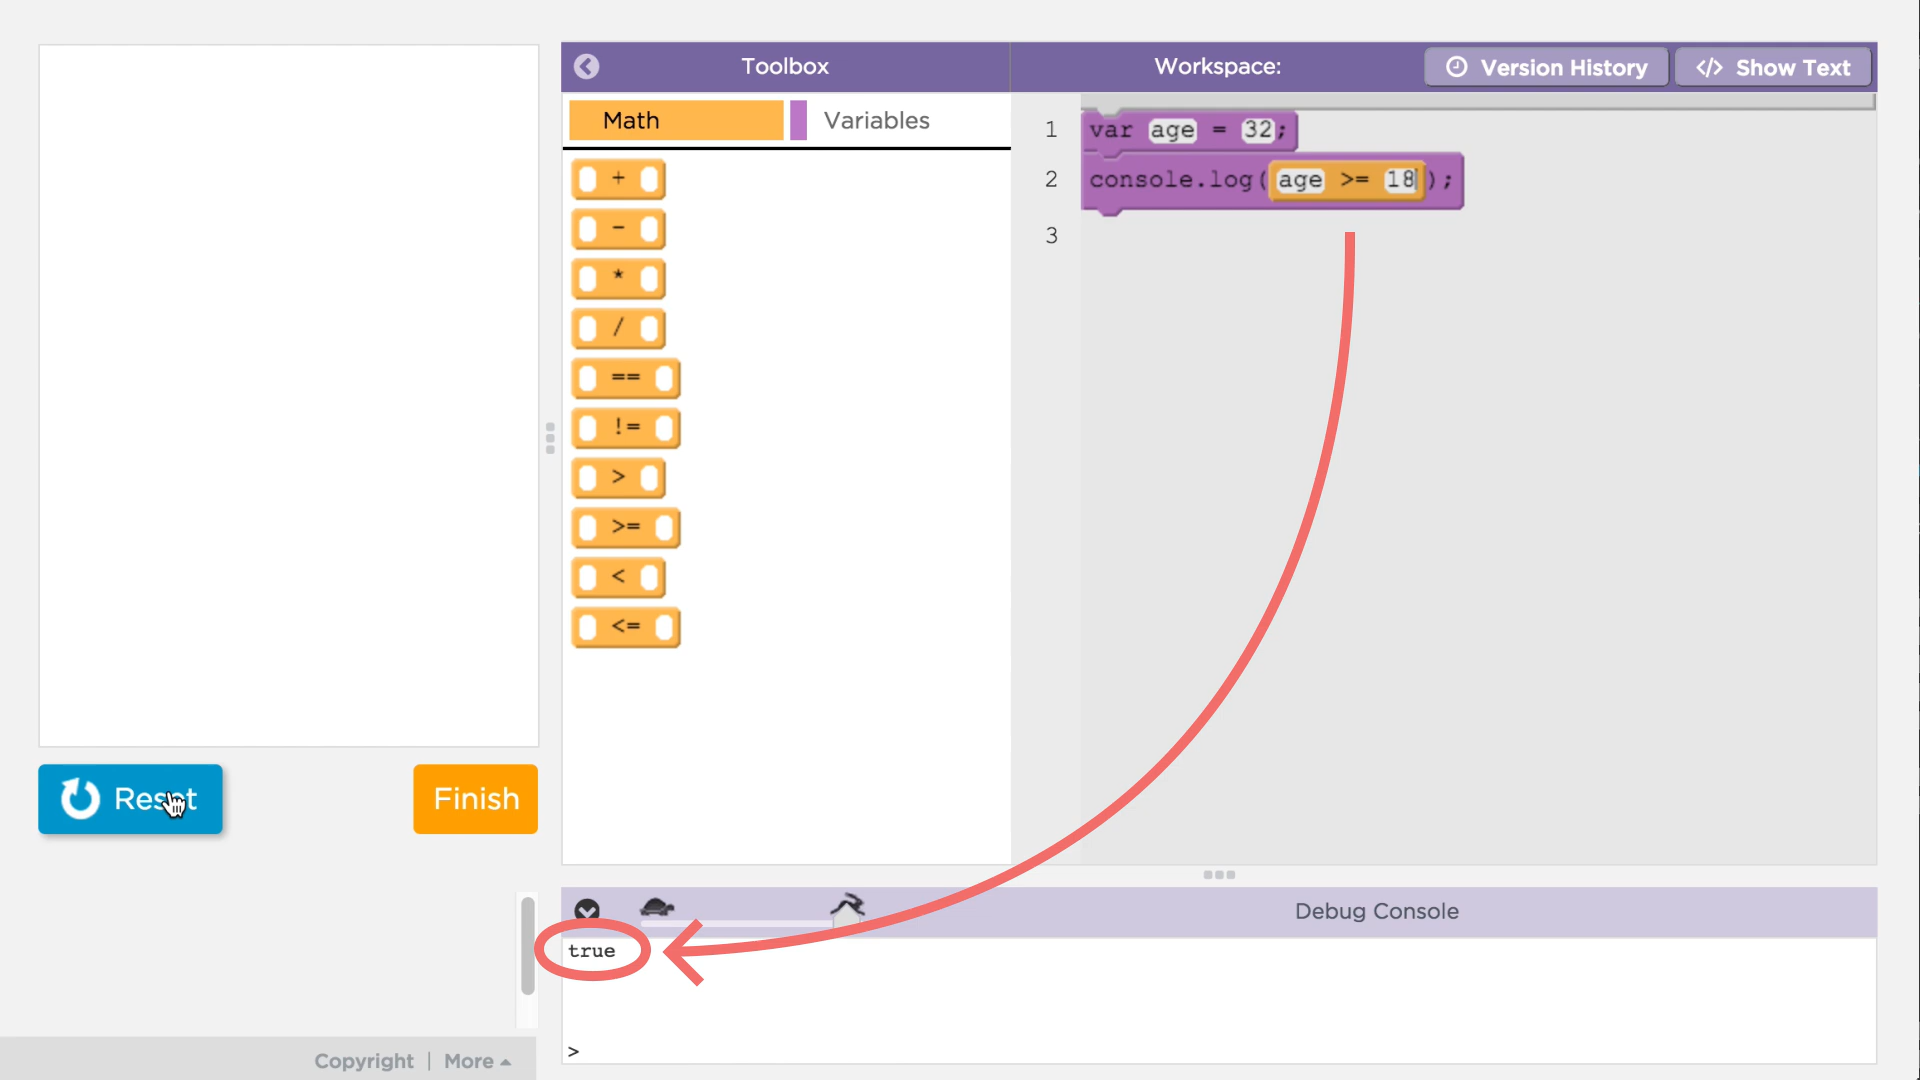 Toolbox
Workspace:
Version History
</> Show Text
Math
Variables
1 var age = 32;
2 console.log(age >= 18);
3
+
-
*
/
==
!=
>
>=
<
<=
Reset
Finish
Debug Console
true
>
Copyright | More